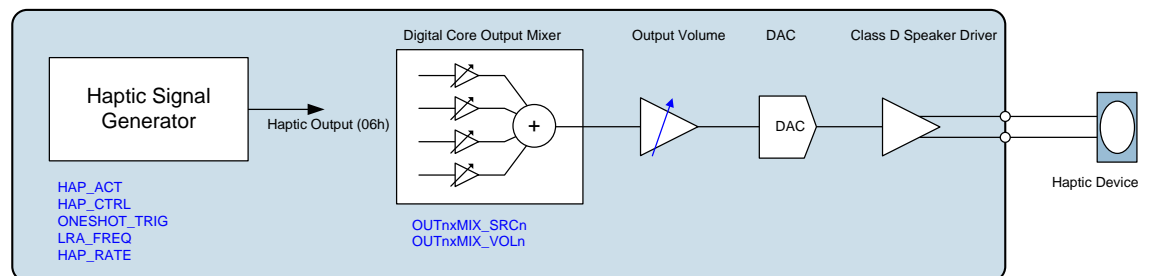 Digital Core Output Mixer
Output Volume
DAC
Class D Speaker Driver
Haptic Signal
Generator
Haptic Output (06h)
+
DAC
Haptic Device
HAP_ACT
HAP_CTRL
ONESHOT_TRIG
LRA_FREQ
HAP_RATE
OUTnxMIX_SRCn
OUTnxMIX_VOLn